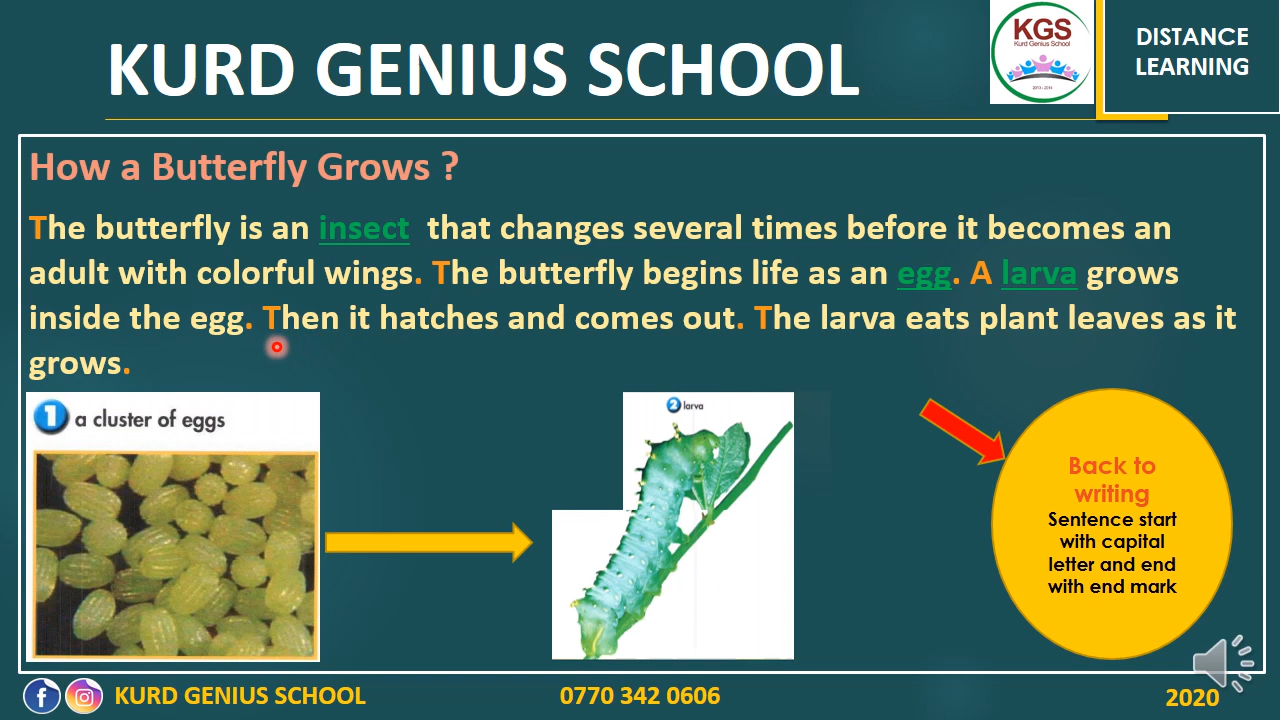 KURD GENIUS SCHOOL
KGS
Kurd Genius School
DISTANCE
LEARNING
How a Butterfly Grows ?
The butterfly is an insect that changes several times before it becomes an
adult with colorful wings. The butterfly begins life as an egg. A larva grows
inside the egg. Then it hatches and comes out. The larva eats plant leaves as it
grows.
1 a cluster of eggs
2 larva
Back to
writing
Sentence start
with capital
letter and end
with end mark
KURD GENIUS SCHOOL
0770 342 0606
2020